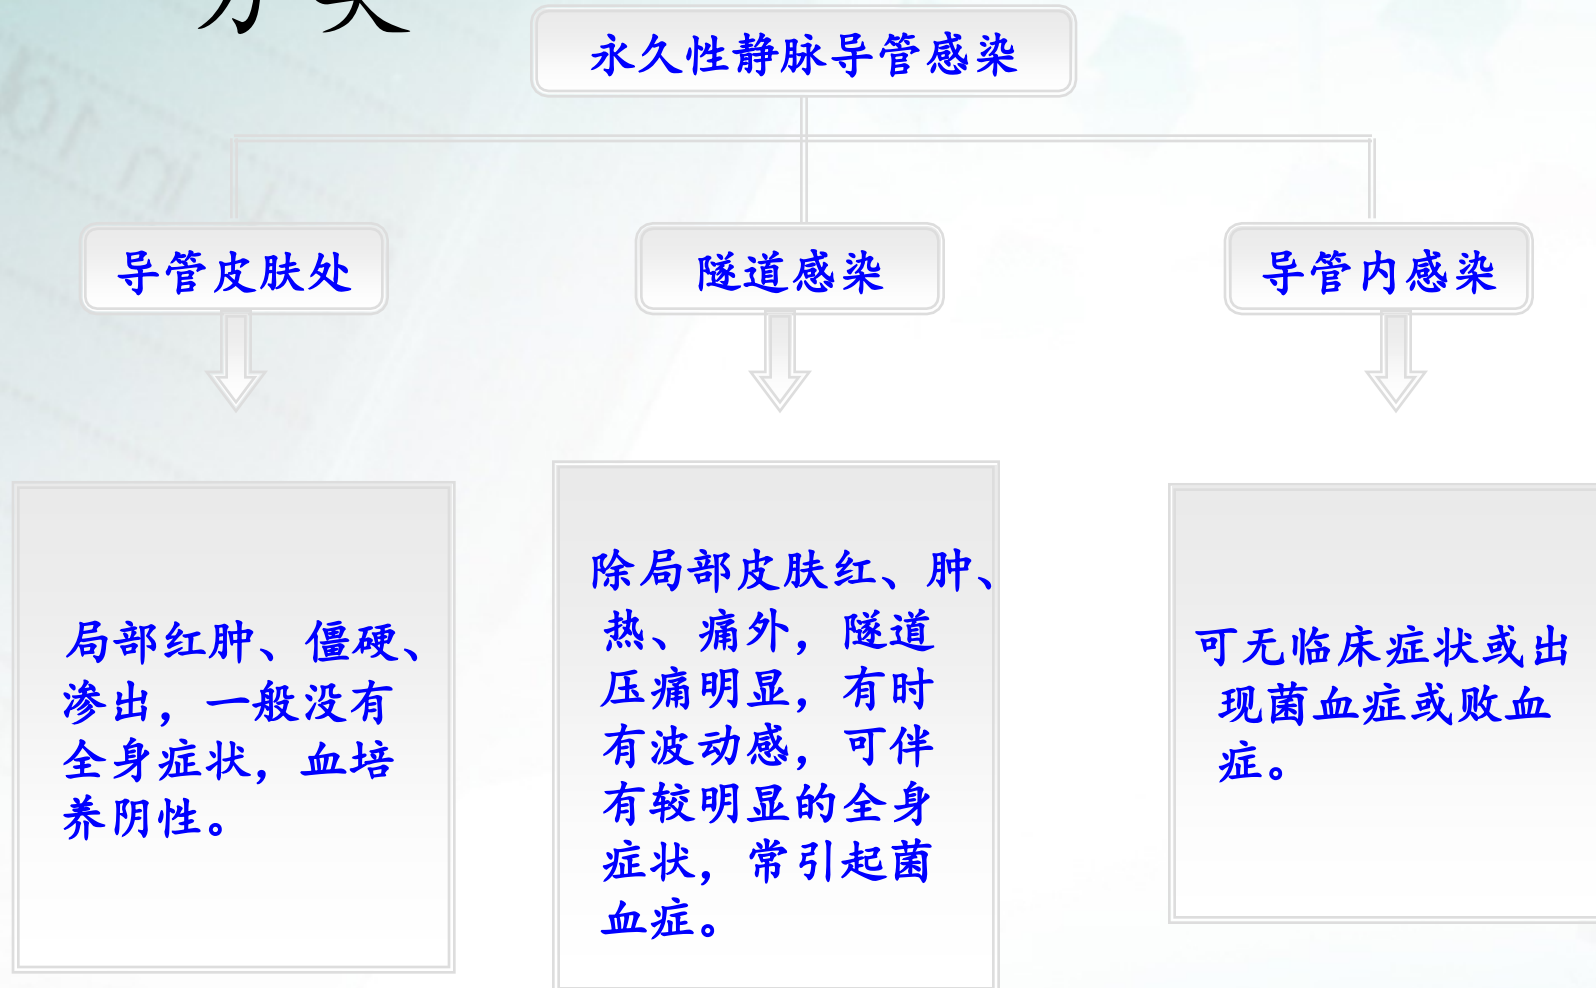 分类
永久性静脉导管感染
导管皮肤处
隧道感染
导管内感染
局部红肿、僵硬、
渗出，一般没有
全身症状，血培
养阴性。
除局部皮肤红、肿、
热、痛外，隧道
压痛明显，有时
有波动感，可伴
有较明显的全身
症状，常引起菌
血症。
可无临床症状或出
现菌血症或败血
症。